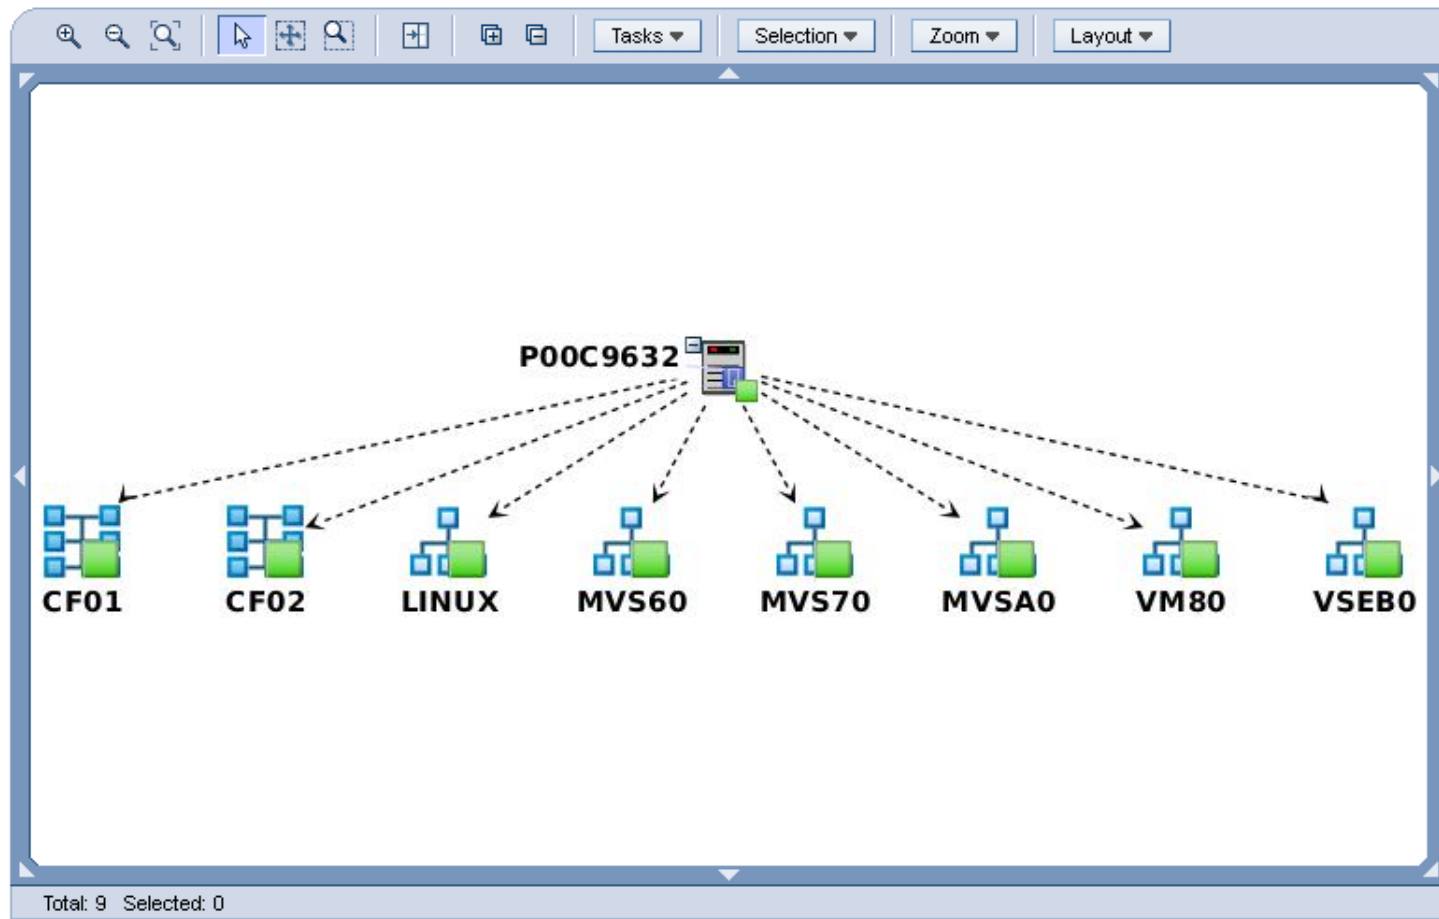 Tasks Selection Zoom Layout
P00C9632
CF01 CF02 LINUX MVS60 MVS70 MVSA0 VM80 VSEB0
Total: 9 Selected: 0